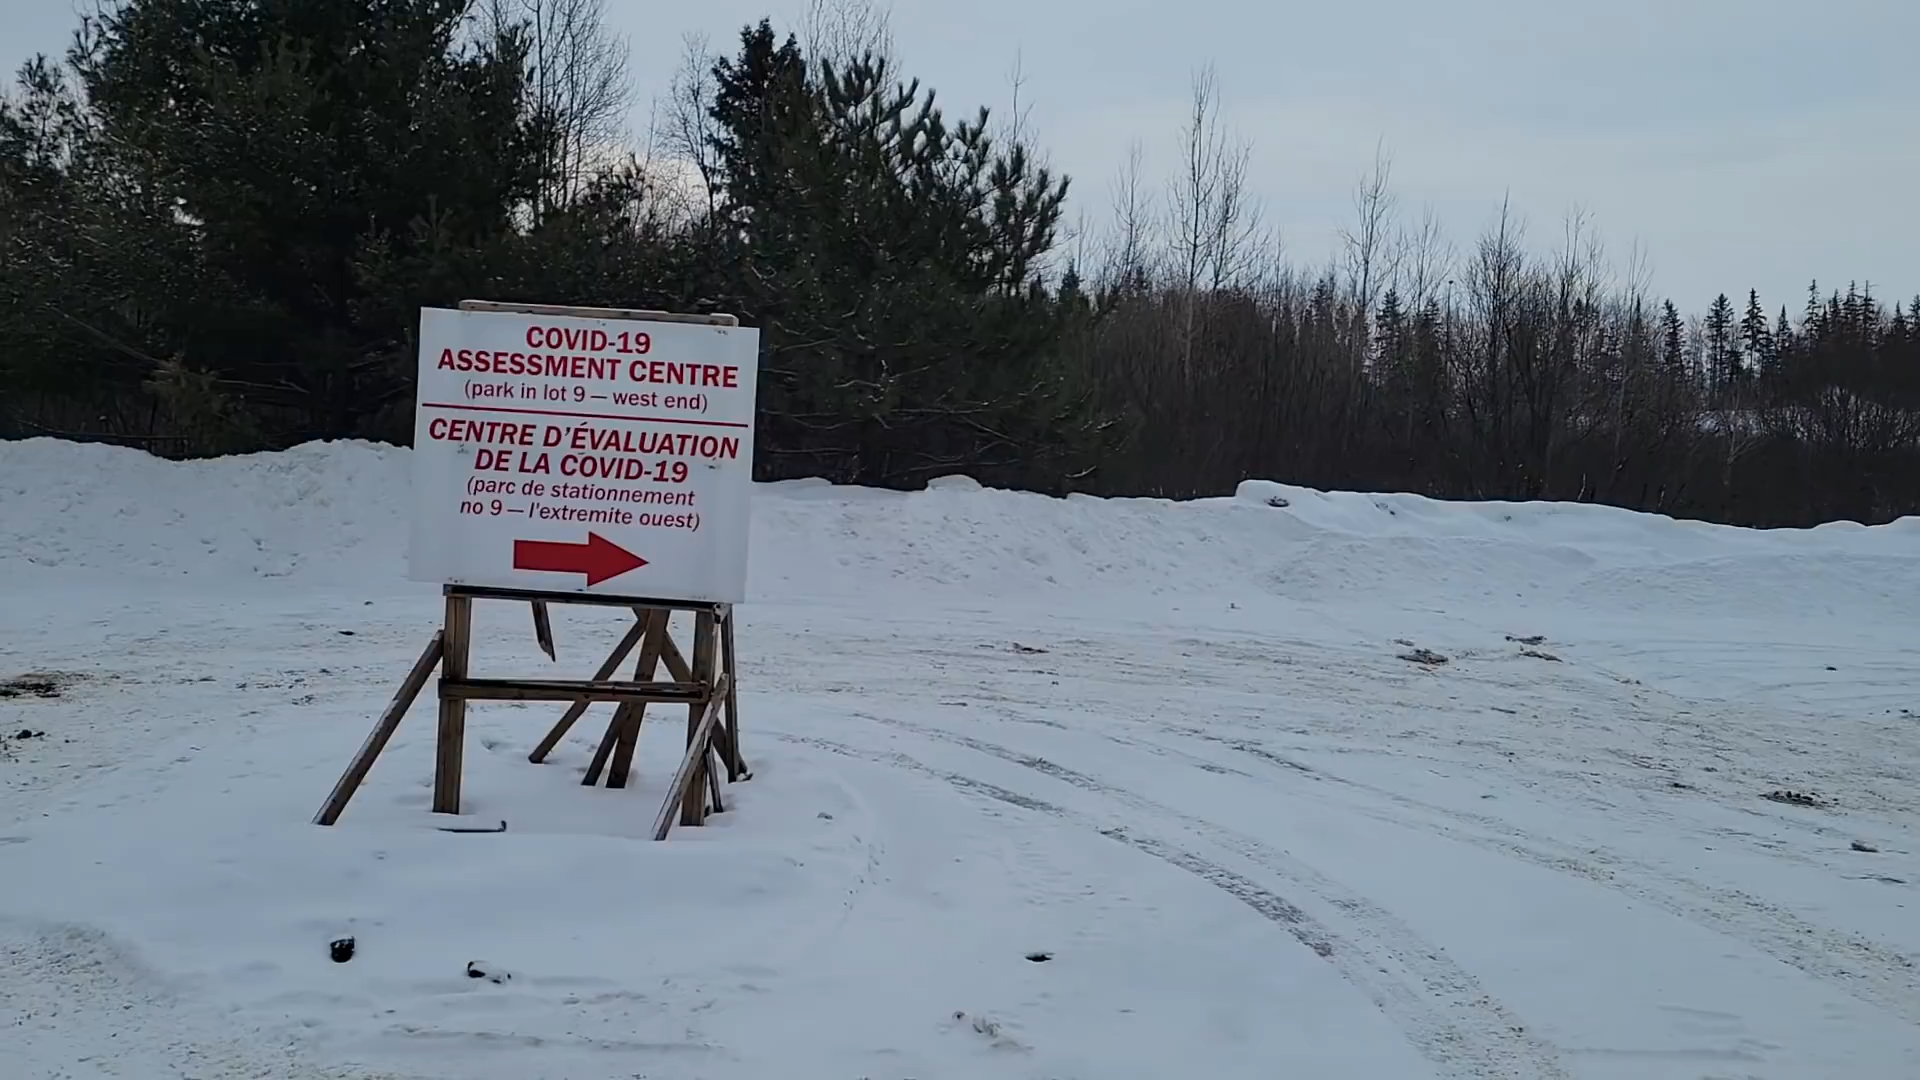 COVID-19
ASSESSMENT CENTRE
(park in lot 9 — west end)
CENTRE D'ÉVALUATION
DE LA COVID-19
(parc de stationnement
no 9 — l'extremite ouest)